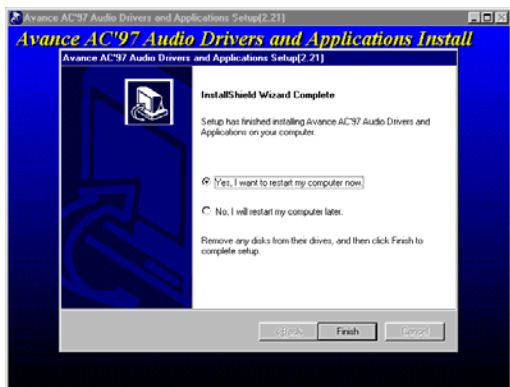 Avance AC'97 Audio Drivers and Applications Setup[2.21]
Avance AC'97 Audio Drivers and Applications Install
Avance AC'97 Audio Drivers and Applications Setup(2.21)
InstallShield Wizard Complete
Setup has finished installing Avance AC'97 Audio Drivers and
Applications on your computer.
Yes, I want to restart my computer now.
No, I will restart my computer later.
Remove any disks from their drives, and then click Finish to
complete setup.
< Back
Finish
Cancel